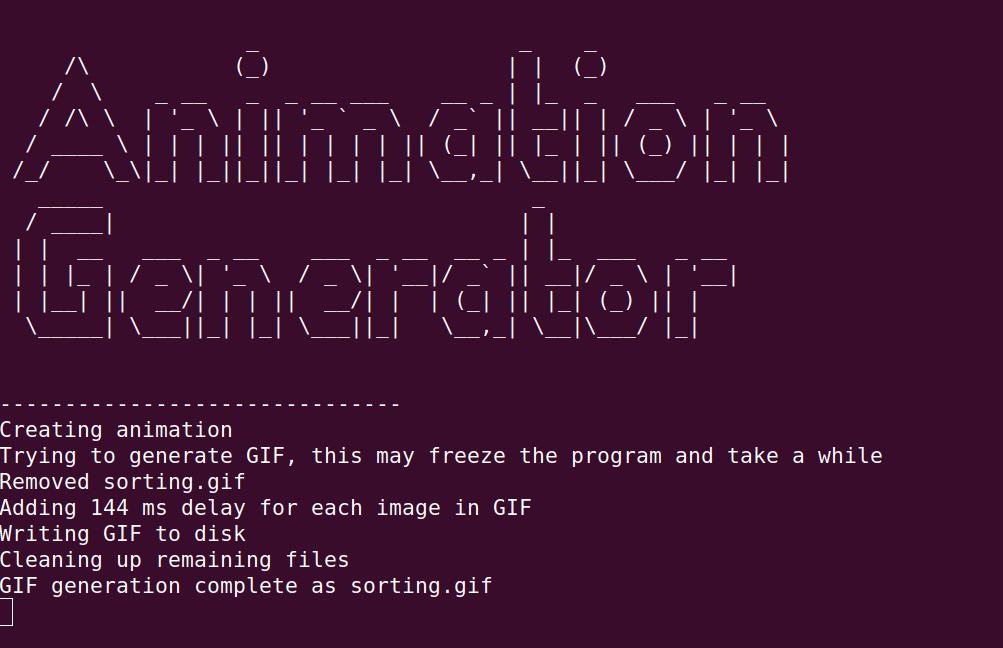 Animation
Generator
-------------------------------
Creating animation
Trying to generate GIF, this may freeze the program and take a while
Removed sorting.gif
Adding 144 ms delay for each image in GIF
Writing GIF to disk
Cleaning up remaining files
GIF generation complete as sorting.gif